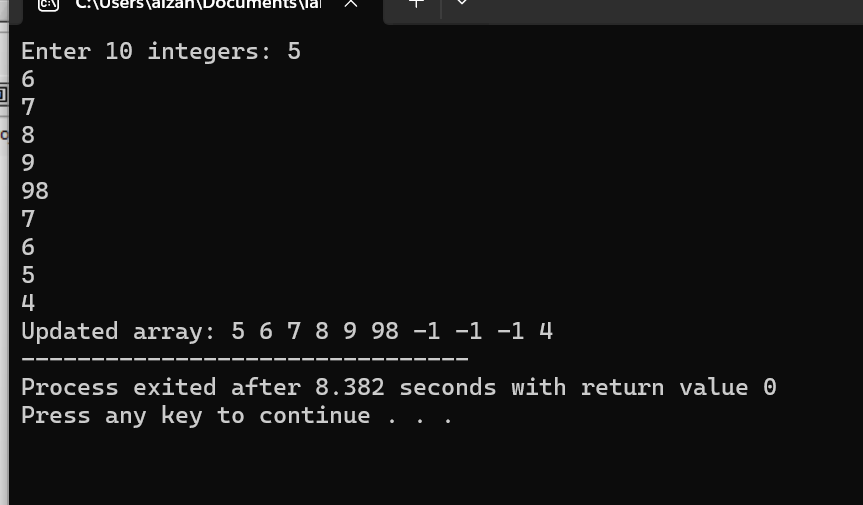 C:\Users\aizan\Documents\la
Enter 10 integers: 5
6
7
8
9
98
7
6
5
4
Updated array: 5 6 7 8 9 98 -1 -1 -1 4
--------------------------------
Process exited after 8.382 seconds with return value 0
Press any key to continue . . .